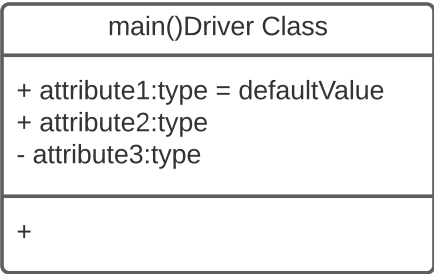 main()Driver Class
+ attribute1:type = defaultValue
+ attribute2:type
- attribute3:type
+